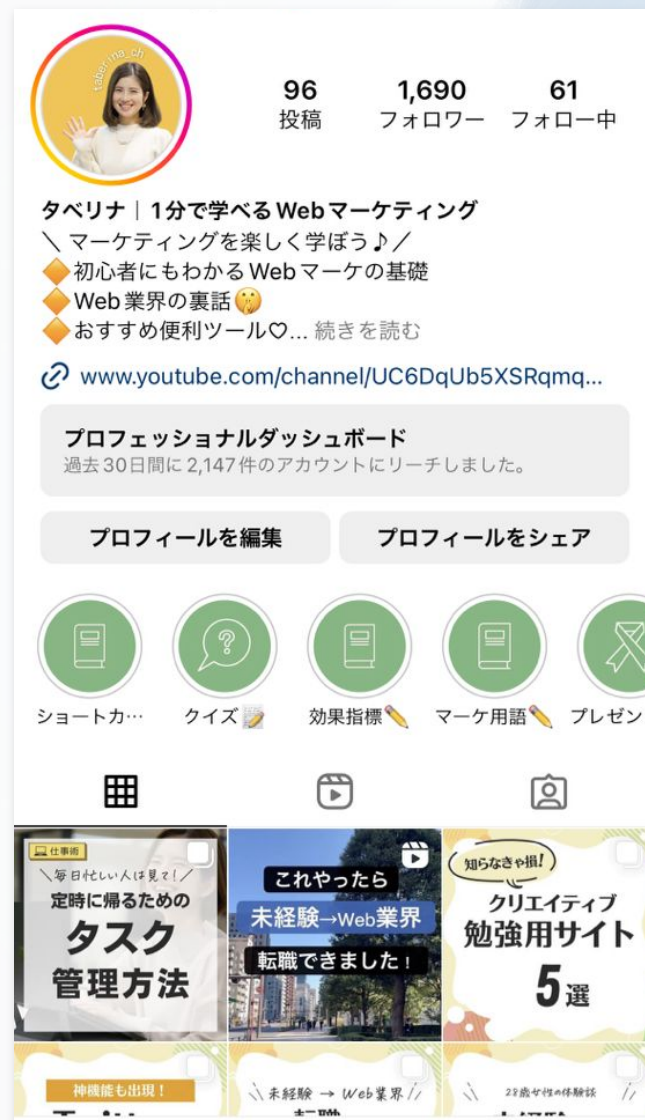 taberina_ch
96
1,690
61
投稿
フォロワー
フォロー中
タベリナ｜1分で学べるWebマーケティング
＼ マーケティングを楽しく学ぼう♪／
🔶初心者にもわかるWebマーケの基礎
🔶Web業界の裏話🤫
🔶おすすめ便利ツール♡... 続きを読む
www.youtube.com/channel/UC6DqUb5XSRqmq...
プロフェッショナルダッシュボード
過去30日間に2,147件のアカウントにリーチしました。
プロフィールを編集
プロフィールをシェア
ショートカ…
クイズ📝
効果指標✏️
マーケ用語✏️
プレゼン
仕事術
＼毎日忙しい人は見て！／
定時に帰るための
タスク
管理方法
これやったら
未経験→Web業界
転職できました！
知らなきゃ損！
クリエイティブ
勉強用サイト
5選
神機能も出現！
＼＼未経験 → Web業界／／
＼＼ 28歳女性の体験談 ／／